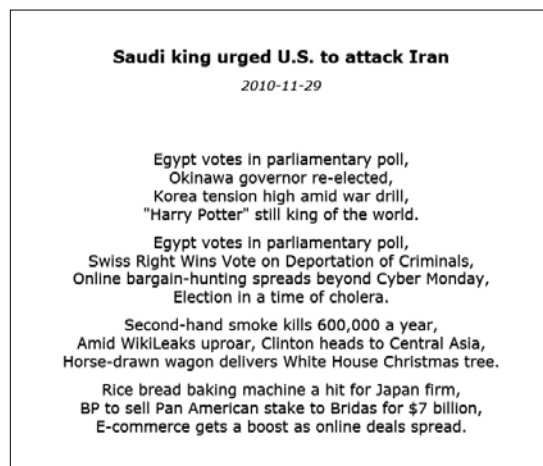 Saudi king urged U.S. to attack Iran
2010-11-29
Egypt votes in parliamentary poll,
Okinawa governor re-elected,
Korea tension high amid war drill,
"Harry Potter" still king of the world.
Egypt votes in parliamentary poll,
Swiss Right Wins Vote on Deportation of Criminals,
Online bargain-hunting spreads beyond Cyber Monday,
Election in a time of cholera.
Second-hand smoke kills 600,000 a year,
Amid WikiLeaks uproar, Clinton heads to Central Asia,
Horse-drawn wagon delivers White House Christmas tree.
Rice bread baking machine a hit for Japan firm,
BP to sell Pan American stake to Bridas for $7 billion,
E-commerce gets a boost as online deals spread.